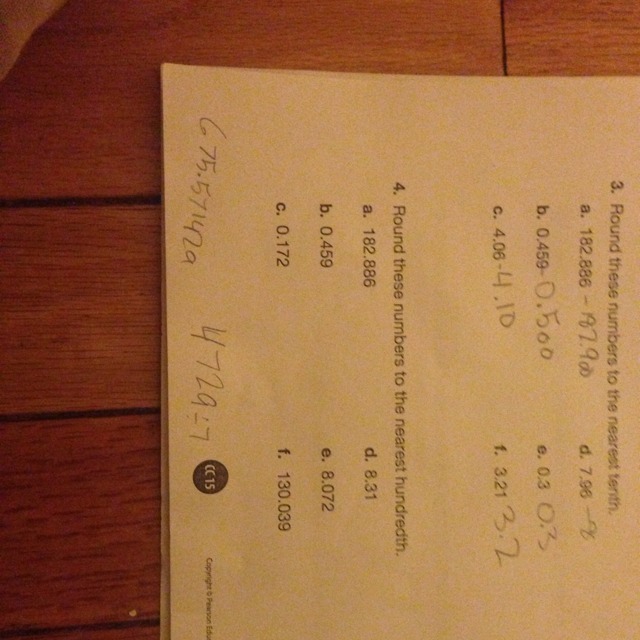 3. Round these numbers to the nearest tenth.
a. 182.886 - 182.900 d. 7.96 - 8
b. 0.459 - 0.500 e. 0.3 0.3
c. 4.06 - 4.10 f. 3.21 3.2
4. Round these numbers to the nearest hundredth.
a. 182.886 d. 8.31
b. 0.459 e. 8.072
c. 0.172 f. 130.039
675.571429 4729÷7
CC15
Copyright © Pearson Edu